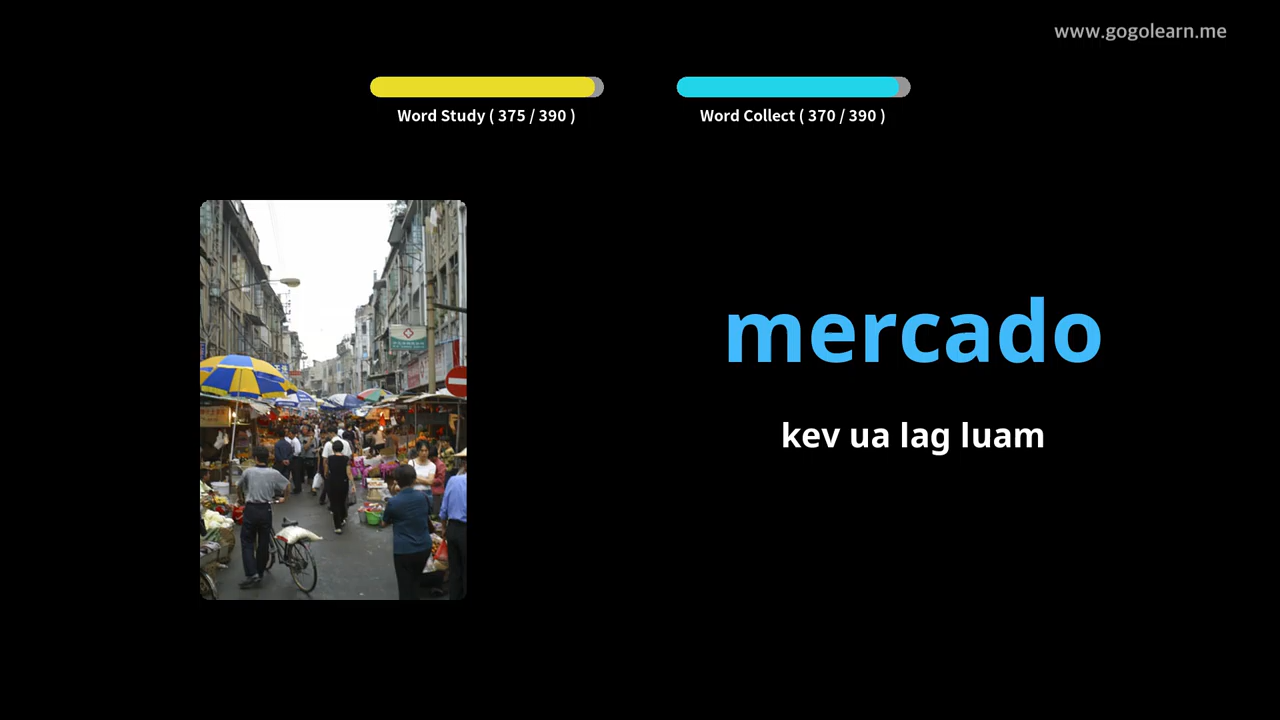 www.gogolearn.me
Word Study ( 375 / 390 )
Word Collect ( 370 / 390 )
mercado
kev ua lag luam